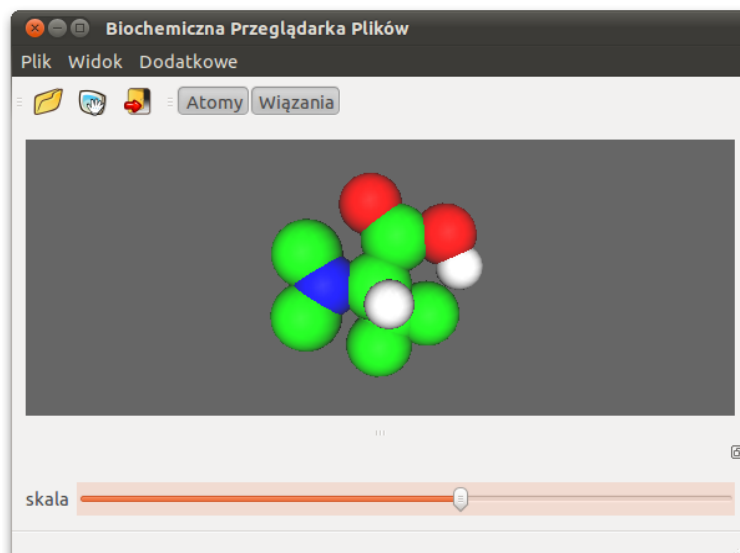 Biochemiczna Przeglądarka Plików
Plik Widok Dodatkowe
Atomy Wiązania
skala